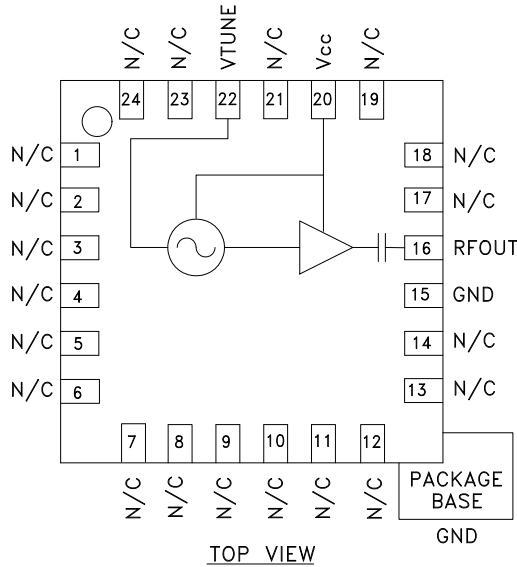 N/C
N/C
VTUNE
N/C
Vcc
N/C
24
23
22
21
20
19
N/C 1
18 N/C
N/C 2
17 N/C
N/C 3
16 RFOUT
N/C 4
15 GND
N/C 5
14 N/C
N/C 6
13 N/C
7
8
9
10
11
12
N/C
N/C
N/C
N/C
N/C
N/C
PACKAGE
BASE
GND
TOP VIEW